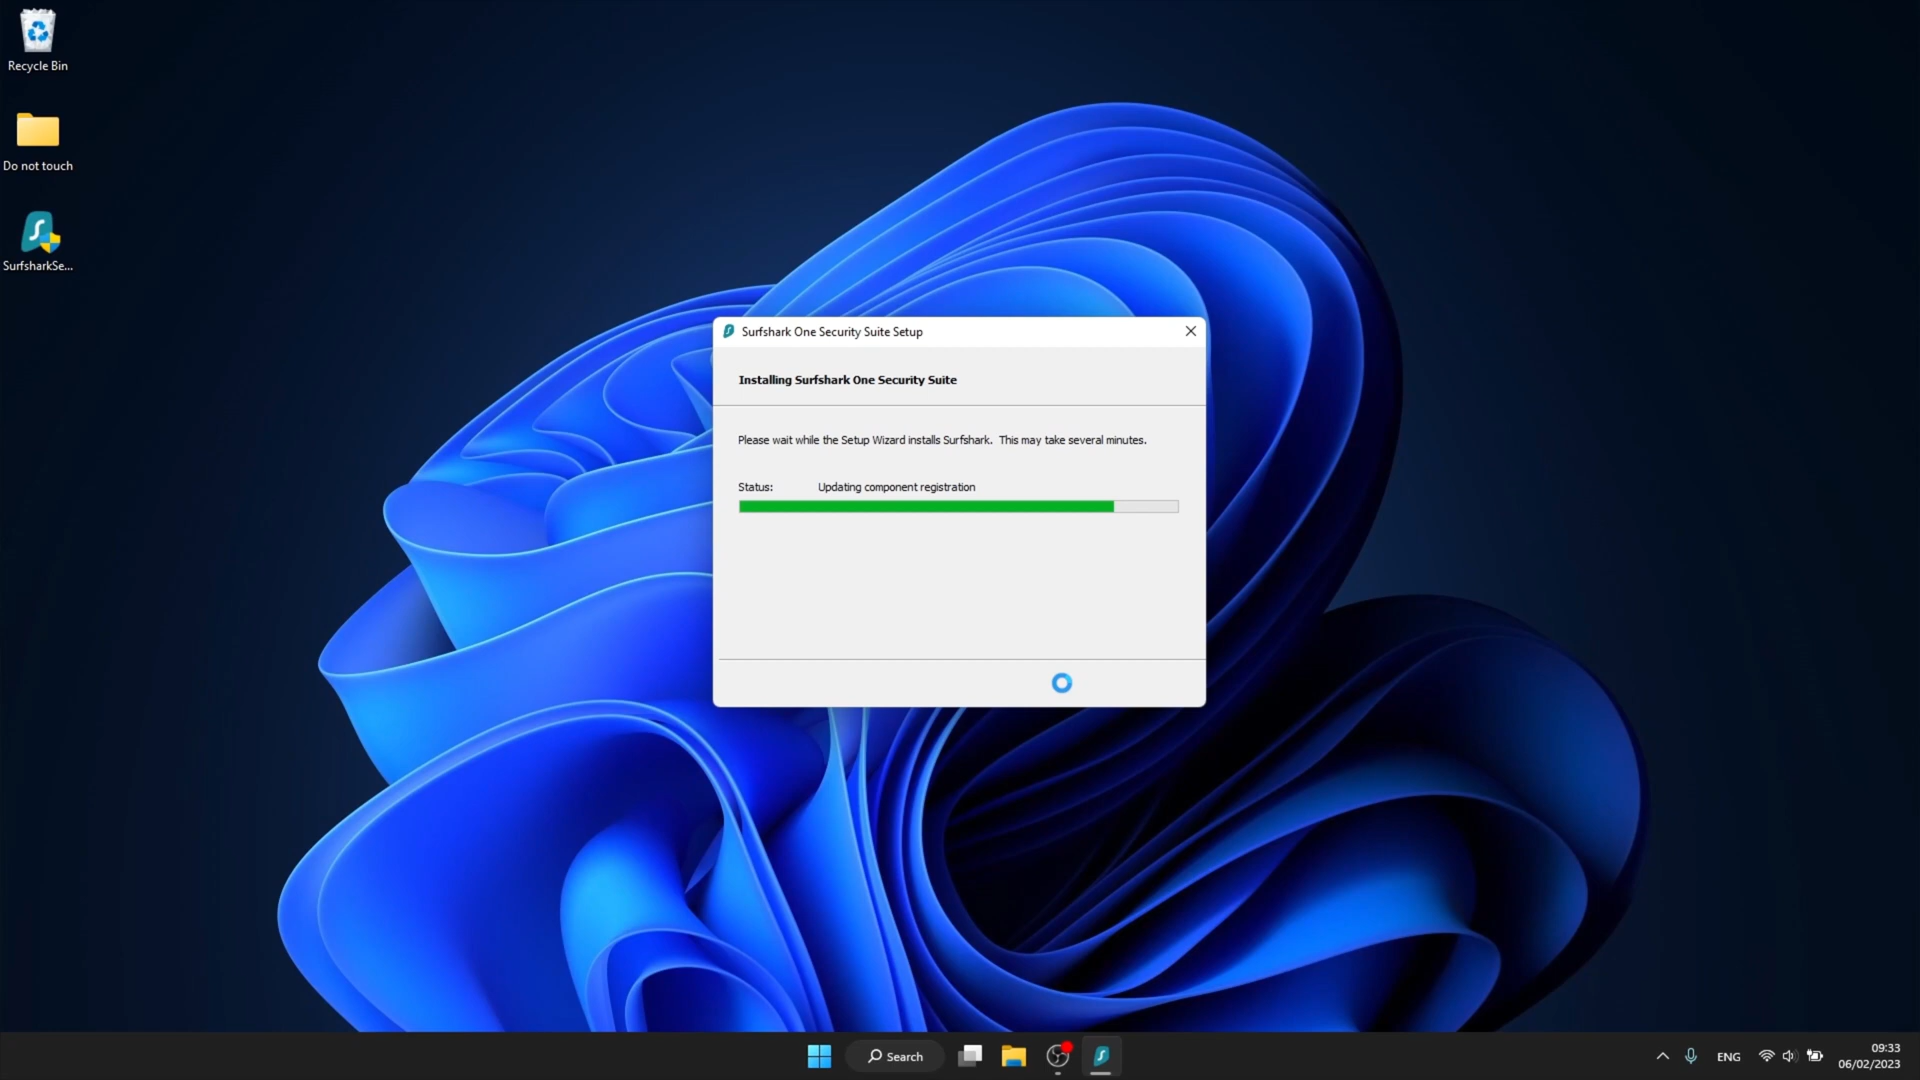 Recycle Bin
Do not touch
SurfsharkSe...
Surfshark One Security Suite Setup
Installing Surfshark One Security Suite
Please wait while the Setup Wizard installs Surfshark. This may take several minutes.
Status: Updating component registration
Search
ENG
09:33
06/02/2023